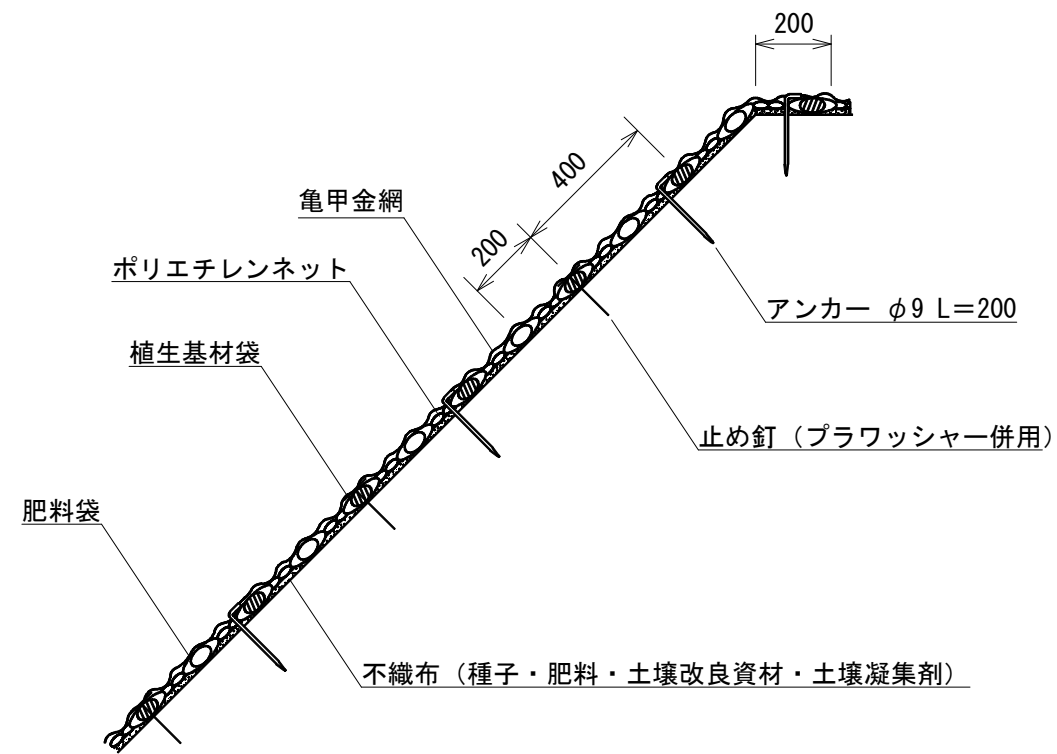 200
400
亀甲金網
200
ポリエチレンネット
アンカー φ9 L=200
植生基材袋
止め釘（プラワッシャー併用）
肥料袋
不織布（種子・肥料・土壌改良資材・土壌凝集剤）